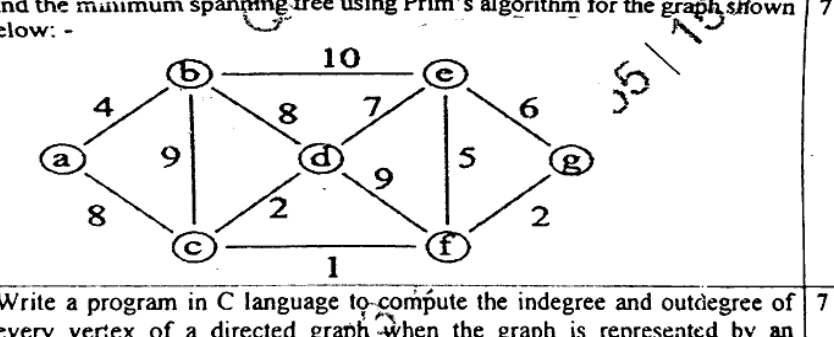 nd the minimum spanning tree using Prim's algorithm for the graph shown 7
elow: -
10
b e
4 8 7 6
a 9 d 9 5 g
8 2 2
c f
1
Write a program in C language to compute the indegree and outdegree of 7
every vertex of a directed graph when the graph is represented by an